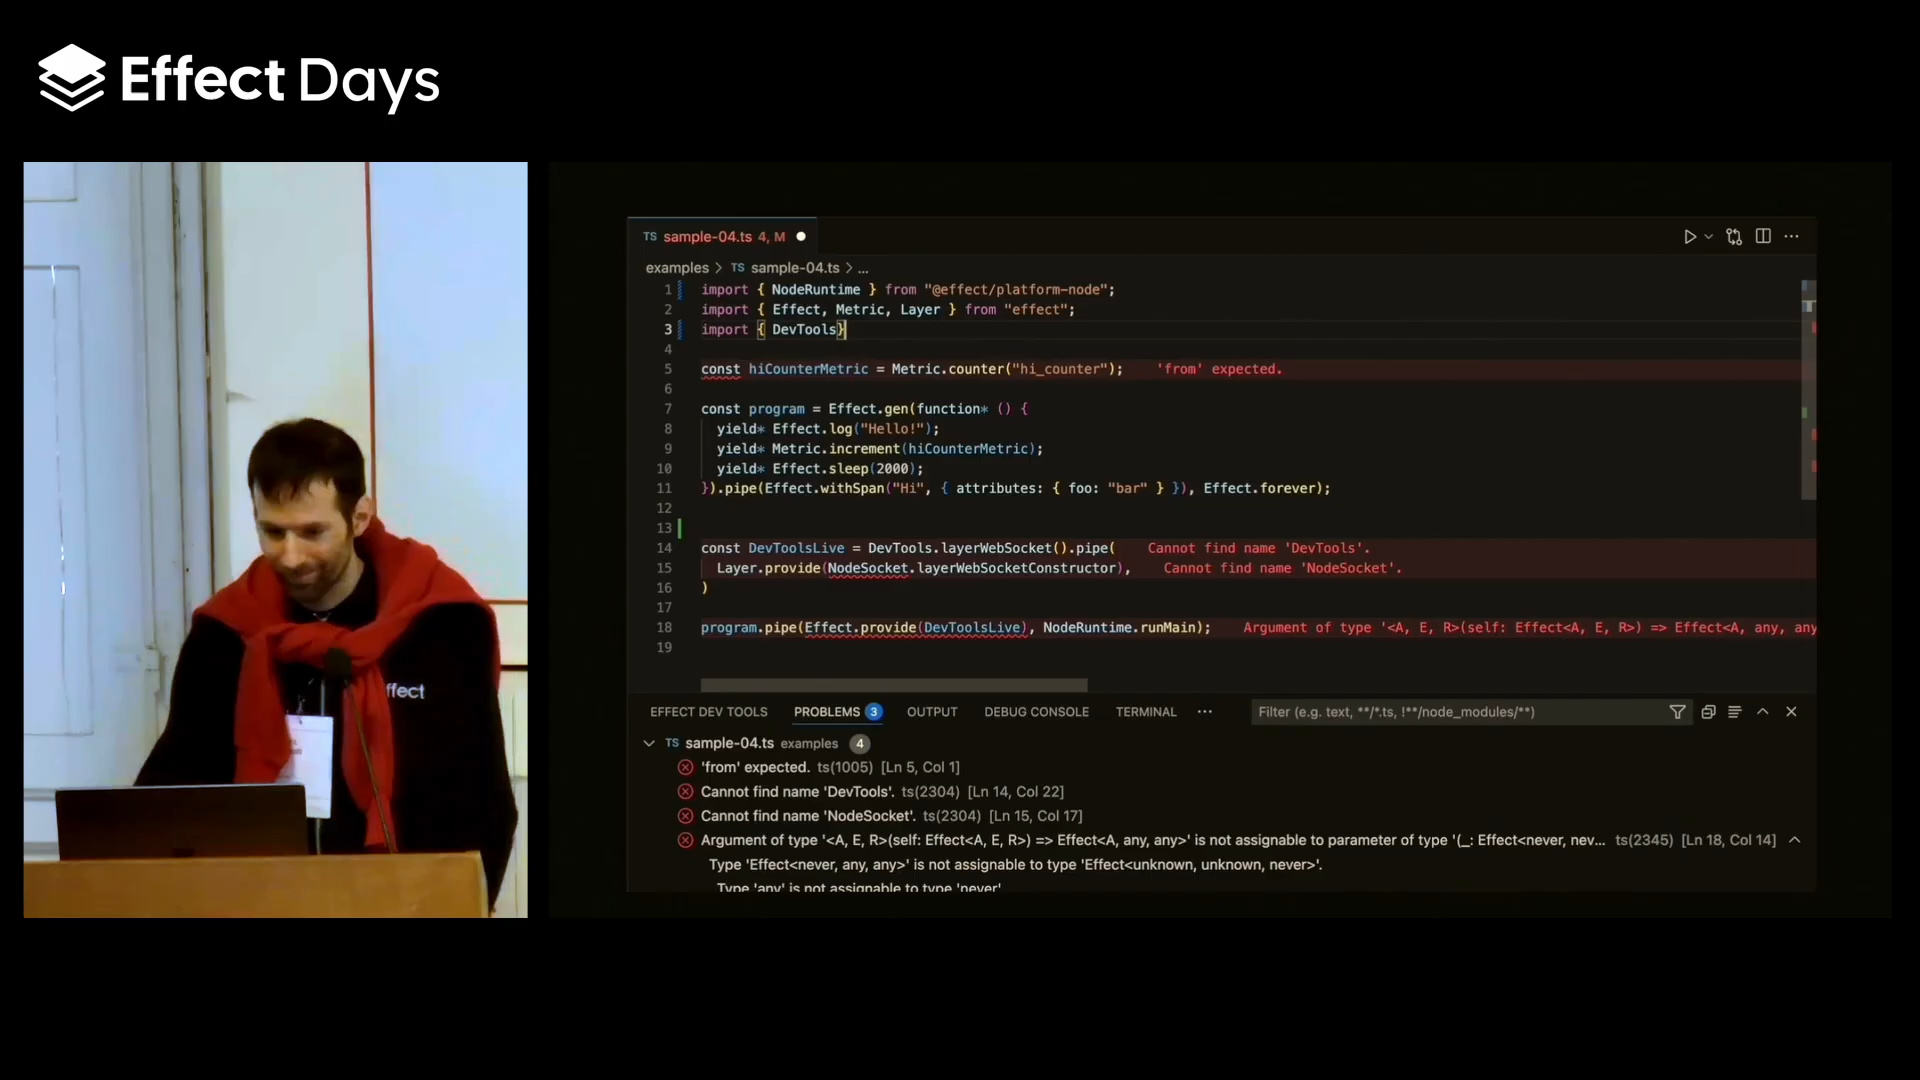 Effect Days
TS sample-04.ts 4, M
examples > TS sample-04.ts > ...
1 import { NodeRuntime } from "@effect/platform-node";
2 import { Effect, Metric, Layer } from "effect";
3 import { DevTools}
4
5 const hiCounterMetric = Metric.counter("hi_counter"); 'from' expected.
6
7 const program = Effect.gen(function* () {
8 yield* Effect.log("Hello!");
9 yield* Metric.increment(hiCounterMetric);
10 yield* Effect.sleep(2000);
11 }).pipe(Effect.withSpan("Hi", { attributes: { foo: "bar" } }), Effect.forever);
12
13
14 const DevToolsLive = DevTools.layerWebSocket().pipe( Cannot find name 'DevTools'.
15 Layer.provide(NodeSocket.layerWebSocketConstructor), Cannot find name 'NodeSocket'.
16 )
17
18 program.pipe(Effect.provide(DevToolsLive), NodeRuntime.runMain); Argument of type '<A, E, R>(self: Effect<A, E, R>) => Effect<A, any, any
19
EFFECT DEV TOOLS PROBLEMS 3 OUTPUT DEBUG CONSOLE TERMINAL ... Filter (e.g. text, **/*.ts, !**/node_modules/**)
TS sample-04.ts examples 4
'from' expected. ts(1005) [Ln 5, Col 1]
Cannot find name 'DevTools'. ts(2304) [Ln 14, Col 22]
Cannot find name 'NodeSocket'. ts(2304) [Ln 15, Col 17]
Argument of type '<A, E, R>(self: Effect<A, E, R>) => Effect<A, any, any>' is not assignable to parameter of type '(_: Effect<never, nev... ts(2345) [Ln 18, Col 14]
Type 'Effect<never, any, any>' is not assignable to type 'Effect<unknown, unknown, never>'.
Type 'any' is not assignable to type 'never'
ffect